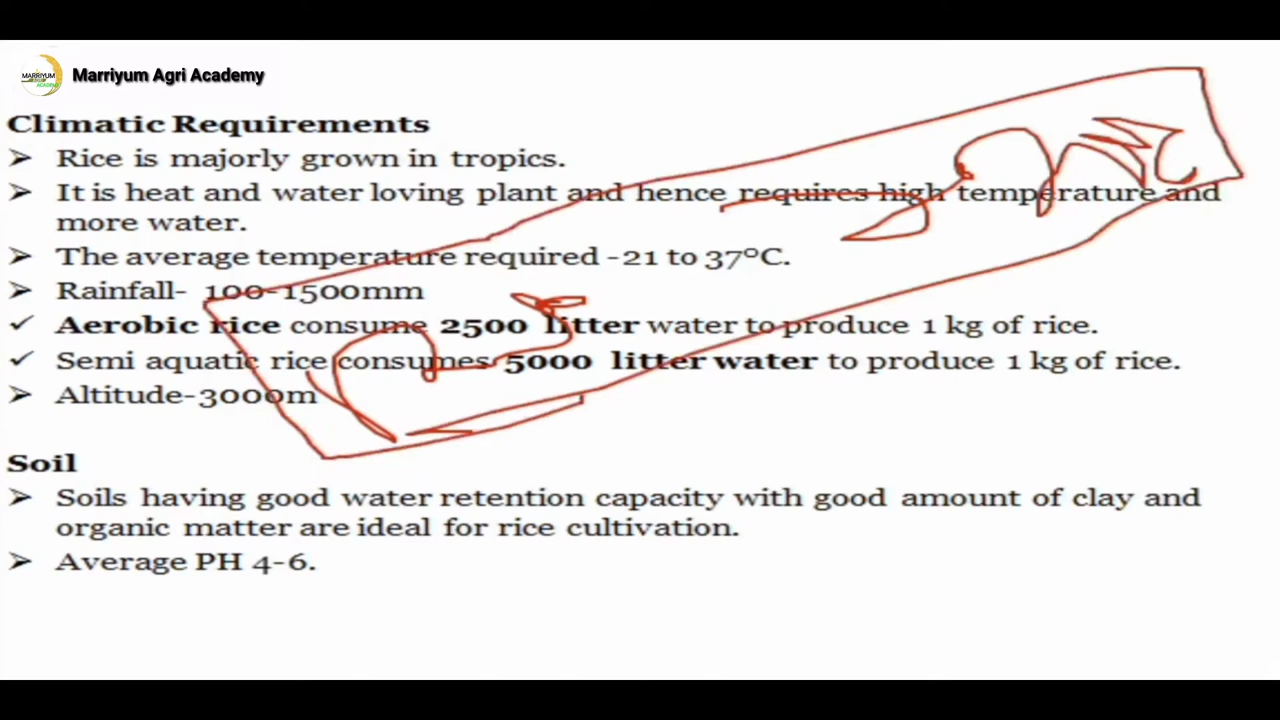 MARRIYUM
ACADEMY
Marriyum Agri Academy
Climatic Requirements
➢ Rice is majorly grown in tropics.
➢ It is heat and water loving plant and hence requires high temperature and
more water.
➢ The average temperature required -21 to 37°C.
➢ Rainfall- 100-1500mm
✓ Aerobic rice consume 2500 litter water to produce 1 kg of rice.
✓ Semi aquatic rice consumes 5000 litter water to produce 1 kg of rice.
➢ Altitude-3000m
Soil
➢ Soils having good water retention capacity with good amount of clay and
organic matter are ideal for rice cultivation.
➢ Average PH 4-6.